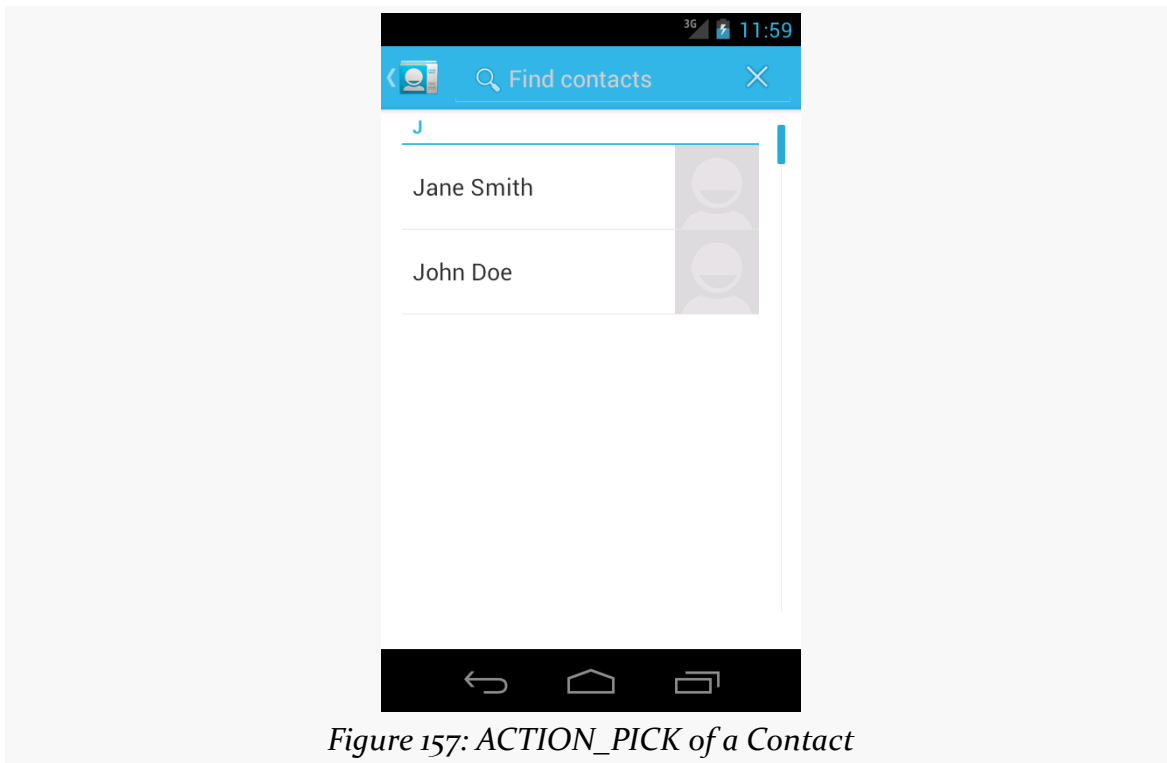 3G 11:59
Find contacts
J
Jane Smith
John Doe
Figure 157: ACTION_PICK of a Contact